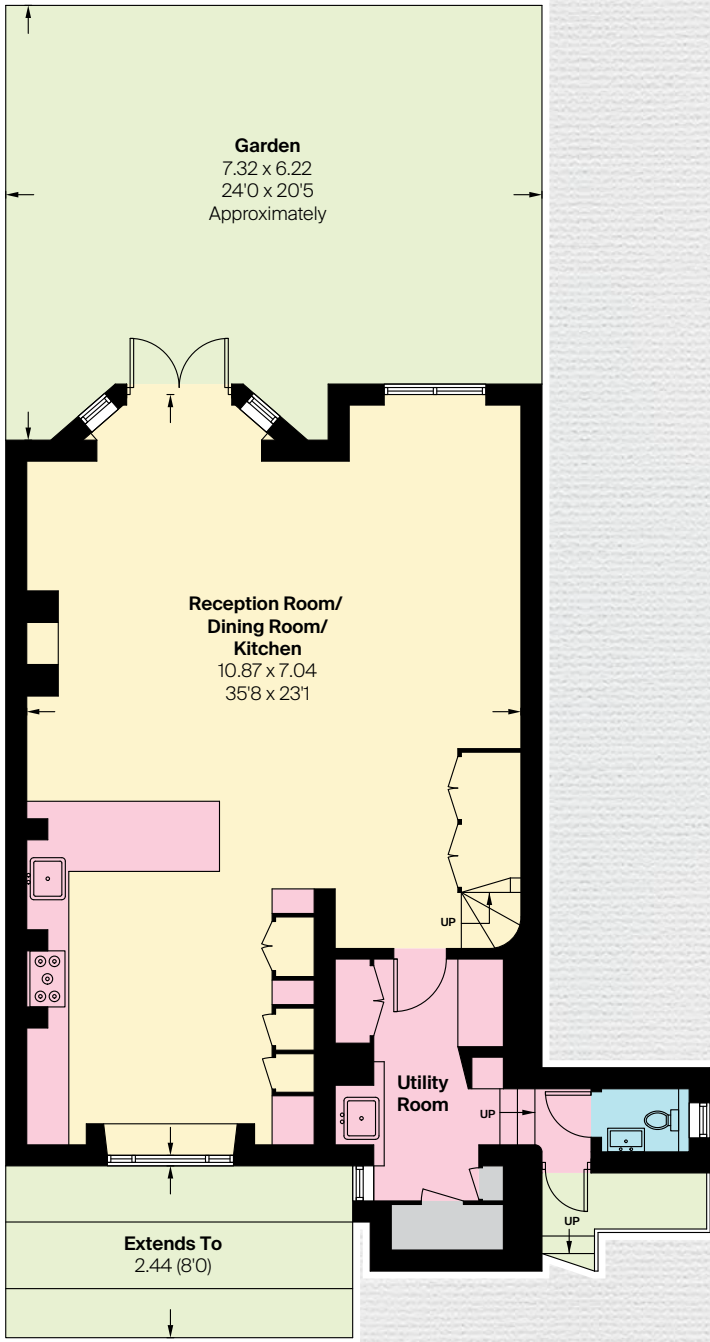 Garden
7.32 x 6.22
24'0 x 20'5
Approximately
Reception Room/
Dining Room/
Kitchen
10.87 x 7.04
35'8 x 23'1
UP
Utility
Room
UP
UP
Extends To
2.44 (8'0)